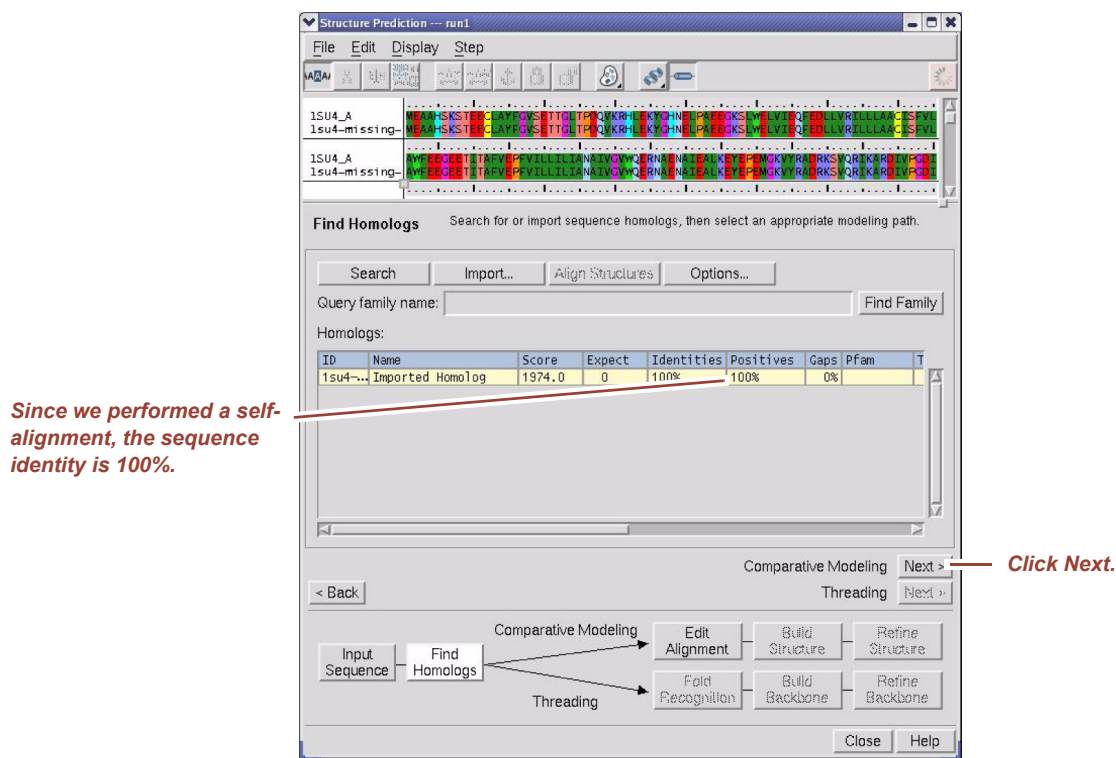 Structure Prediction --- run1
File Edit Display Step
1SU4_A MEAAHSKSTEECLAYFGVSETTGLTPDQVKRHLEKYGHNELPAEEGKSLWELVIEQFEDLLVRILLLAACISFVL
1su4-missing- MEAAHSKSTEECLAYFGVSETTGLTPDQVKRHLEKYGHNELPAEEGKSLWELVIEQFEDLLVRILLLAACISFVL
1SU4_A AWFEEGEETITAFVEPFVILLILIANAIVGVWQERNAENAIEALKEYEPEMGKVYRADRKSVQRIKARDIVPGDI
1su4-missing- AWFEEGEETITAFVEPFVILLILIANAIVGVWQERNAENAIEALKEYEPEMGKVYRADRKSVQRIKARDIVPGDI
Find Homologs Search for or import sequence homologs, then select an appropriate modeling path.
Search Import... Align Structures Options...
Query family name: Find Family
Homologs:
ID Name Score Expect Identities Positives Gaps Pfam T
1su4-... Imported Homolog 1974.0 0 100% 100% 0%
Since we performed a self-
alignment, the sequence
identity is 100%.
Comparative Modeling Next >
Click Next.
< Back Threading Next >
Comparative Modeling
Input
Sequence
Find
Homologs
Edit
Alignment
Build
Structure
Refine
Structure
Threading
Fold
Recognition
Build
Backbone
Refine
Backbone
Close Help